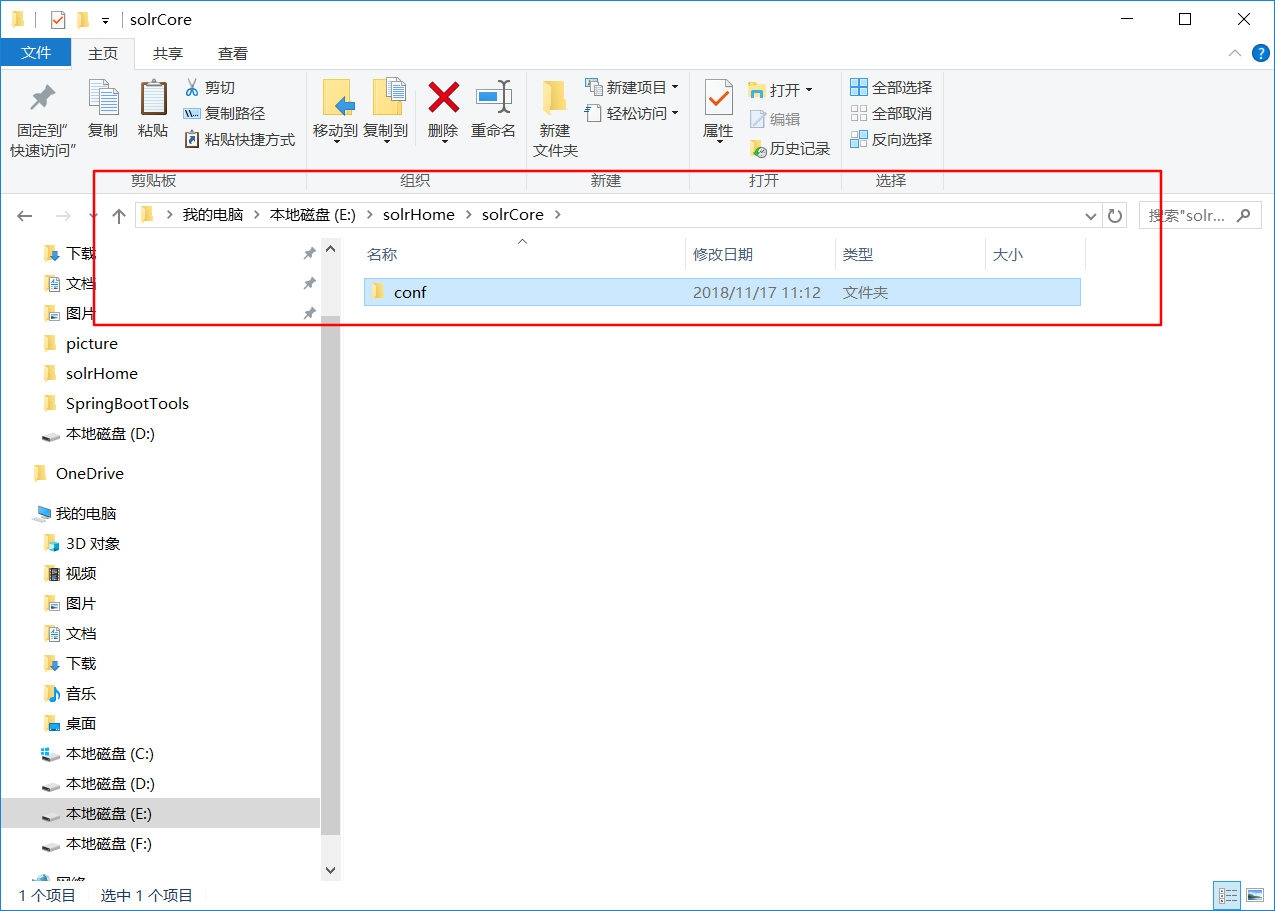 solrCore
文件 主页 共享 查看
固定到"
快速访问"
复制
粘贴
剪切
复制路径
粘贴快捷方式
剪贴板
移动到
复制到
删除
重命名
组织
新建
文件夹
新建项目
轻松访问
新建
属性
打开
编辑
历史记录
打开
全部选择
全部取消
反向选择
选择
我的电脑 > 本地磁盘 (E:) > solrHome > solrCore >
搜索"solr...
名称 修改日期 类型 大小
conf 2018/11/17 11:12 文件夹
下载
文档
图片
picture
solrHome
SpringBootTools
本地磁盘 (D:)
OneDrive
我的电脑
3D 对象
视频
图片
文档
下载
音乐
桌面
本地磁盘 (C:)
本地磁盘 (D:)
本地磁盘 (E:)
本地磁盘 (F:)
网络
1 个项目 选中 1 个项目